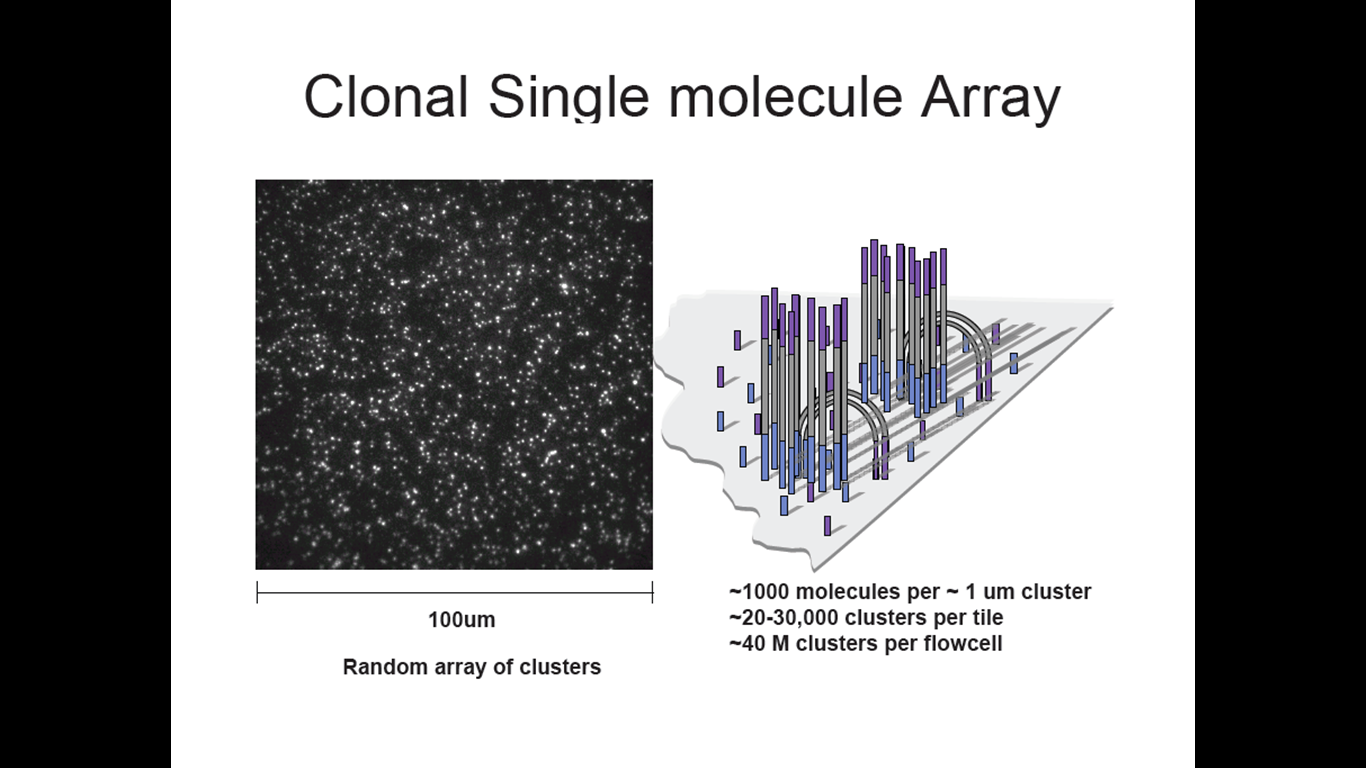 Clonal Single molecule Array
100um
Random array of clusters
~1000 molecules per ~ 1 um cluster
~20-30,000 clusters per tile
~40 M clusters per flowcell